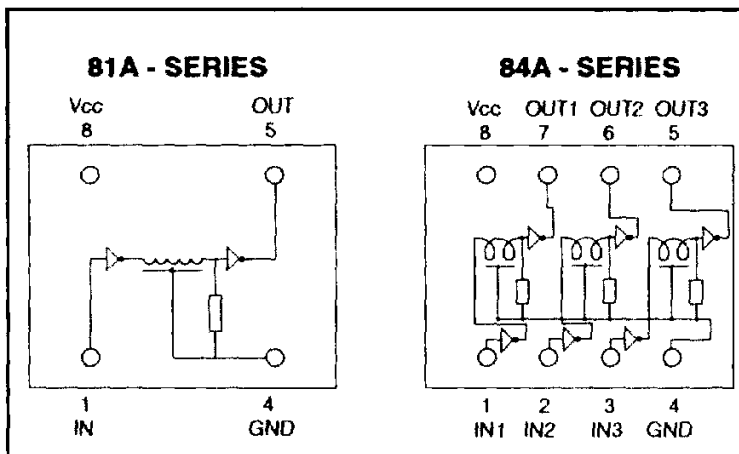 81A - SERIES
Vcc OUT
8 5
1 4
IN GND
84A - SERIES
Vcc OUT1 OUT2 OUT3
8 7 6 5
1 2 3 4
IN1 IN2 IN3 GND